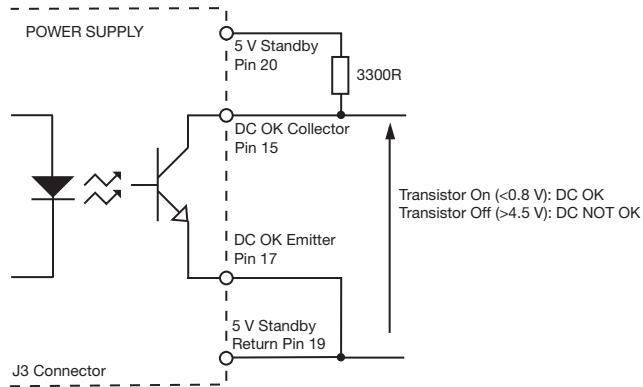 POWER SUPPLY
5 V Standby
Pin 20
3300R
DC OK Collector
Pin 15
Transistor On (<0.8 V): DC OK
Transistor Off (>4.5 V): DC NOT OK
DC OK Emitter
Pin 17
5 V Standby
Return Pin 19
J3 Connector